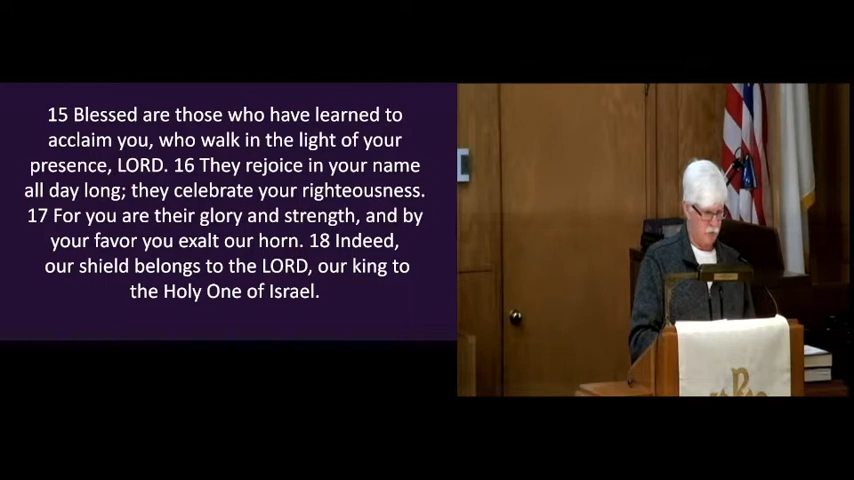 15 Blessed are those who have learned to
acclaim you, who walk in the light of your
presence, LORD. 16 They rejoice in your name
all day long; they celebrate your righteousness.
17 For you are their glory and strength, and by
your favor you exalt our horn. 18 Indeed,
our shield belongs to the LORD, our king to
the Holy One of Israel.